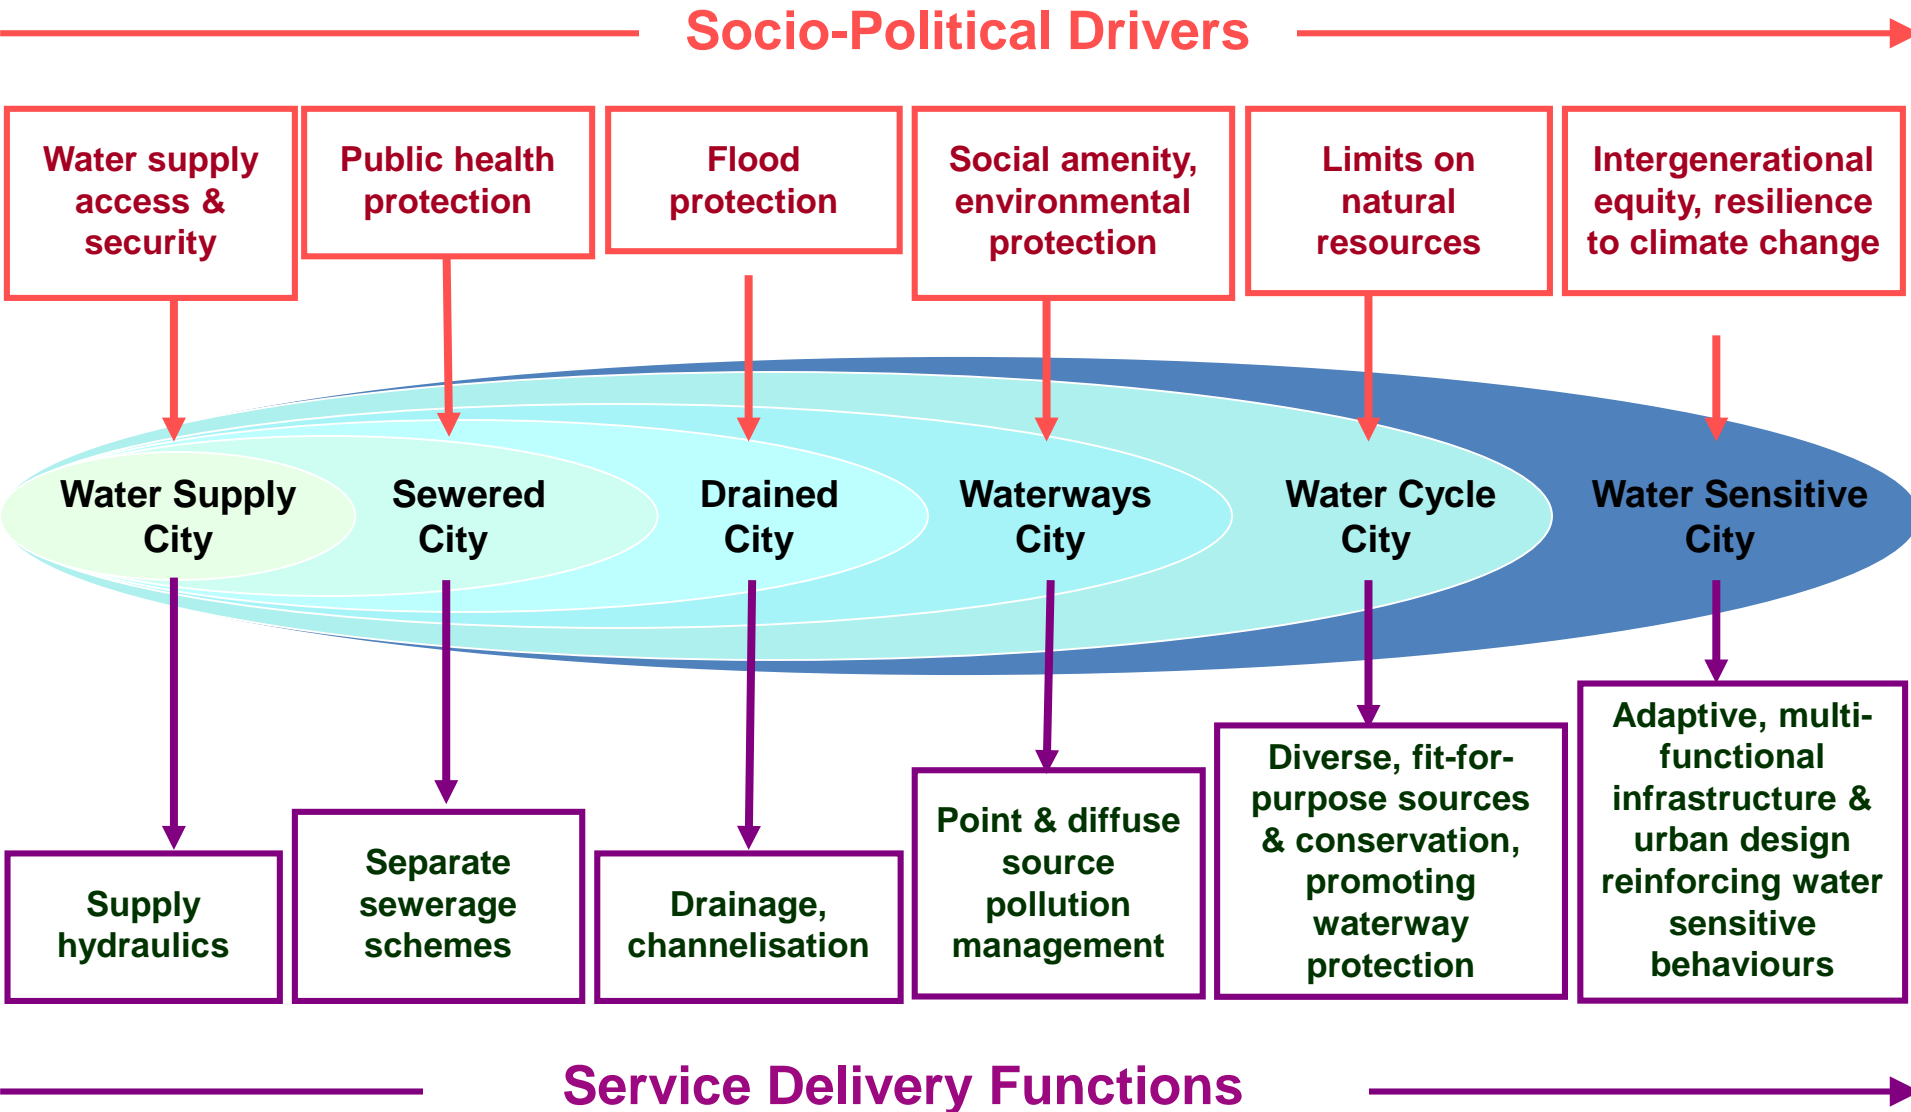 Socio-Political Drivers
Water supply
access &
security
Public health
protection
Flood
protection
Social amenity,
environmental
protection
Limits on
natural
resources
Intergenerational
equity, resilience
to climate change
Water Supply
City
Sewered
City
Drained
City
Waterways
City
Water Cycle
City
Water Sensitive
City
Supply
hydraulics
Separate
sewerage
schemes
Drainage,
channelisation
Point & diffuse
source
pollution
management
Diverse, fit-for-
purpose sources
& conservation,
promoting
waterway
protection
Adaptive, multi-
functional
infrastructure &
urban design
reinforcing water
sensitive
behaviours
Service Delivery Functions